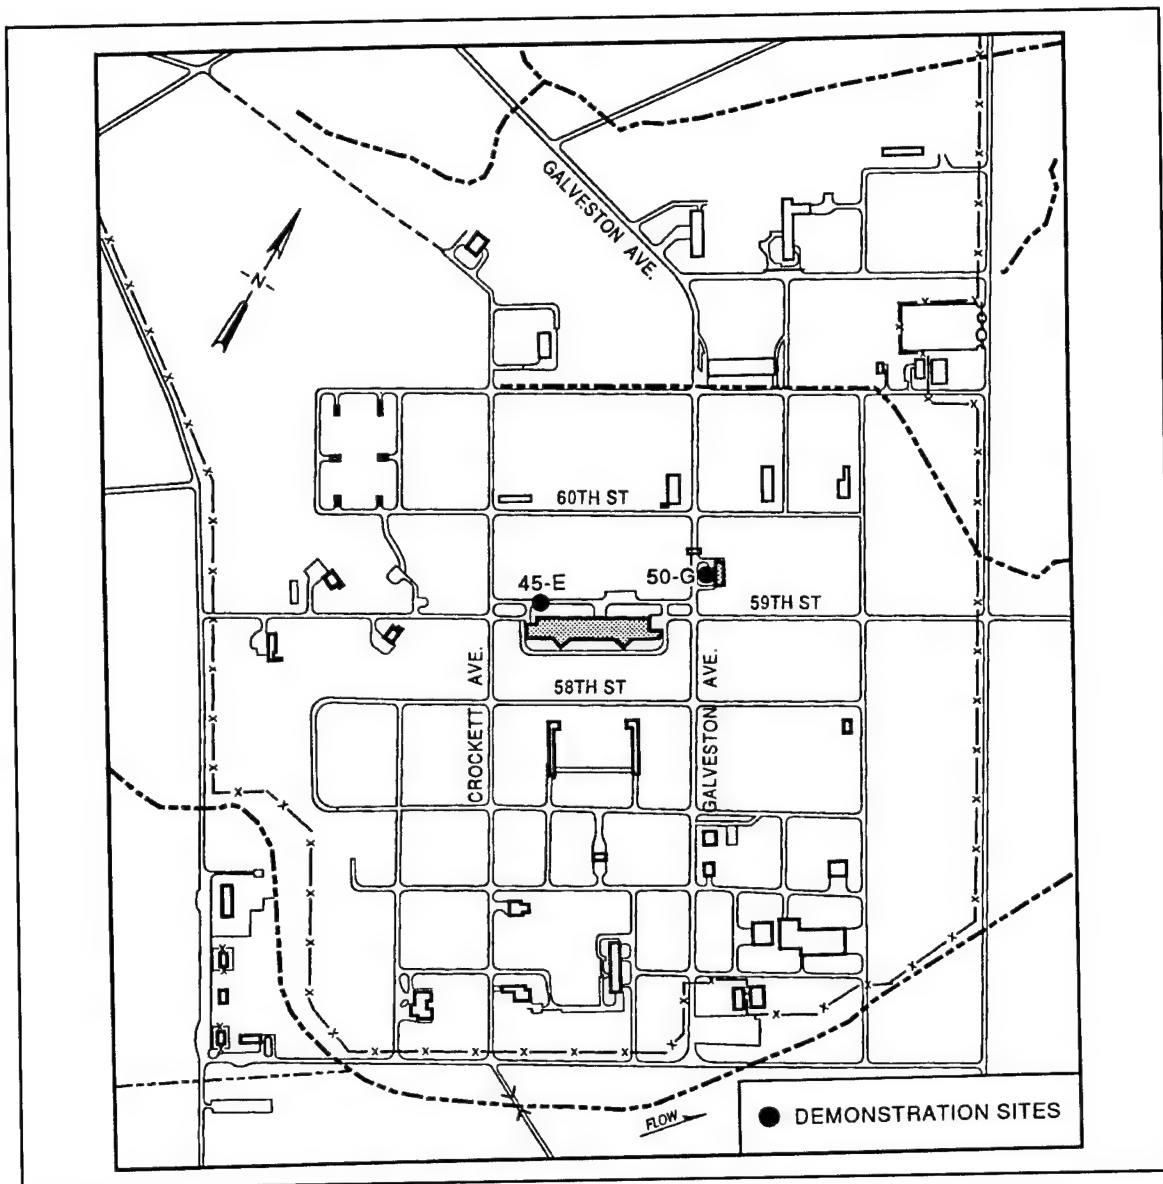 GALVESTON AVE.
-N-
60TH ST
45-E
50-G
59TH ST
58TH ST
CROCKETT AVE.
GALVESTON AVE.
FLOW
DEMONSTRATION SITES